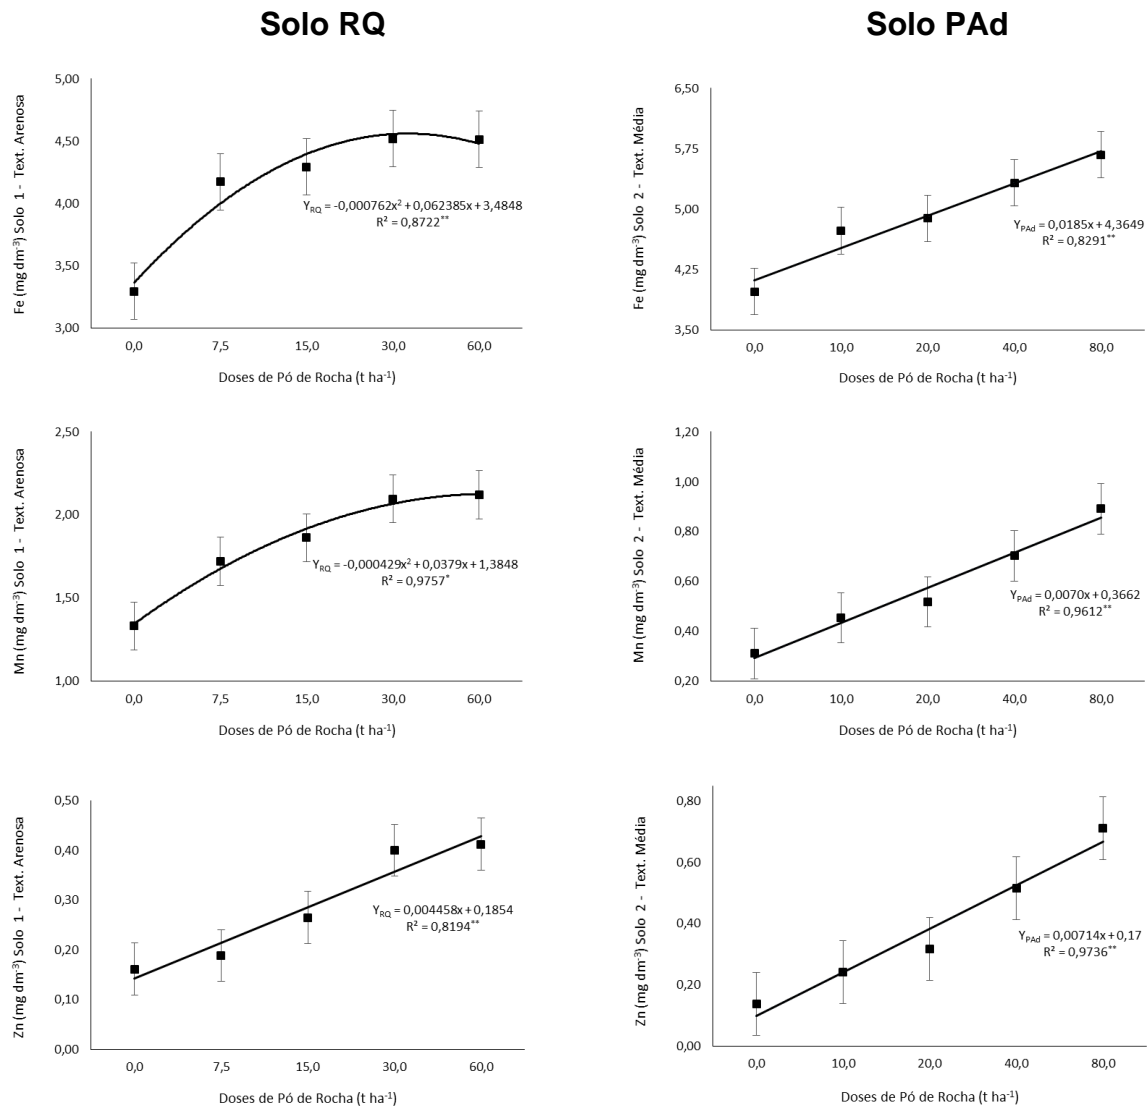 Solo RQ
Solo PAd
Fe (mg dm⁻³) Solo 1 - Text. Arenosa
5,00
4,50
4,00
3,50
3,00
Y_RQ = -0,000762x² + 0,062385x + 3,4848
R² = 0,8722**
0,0 7,5 15,0 30,0 60,0
Doses de Pó de Rocha (t ha⁻¹)
Fe (mg dm⁻³) Solo 2 - Text. Média
6,50
5,75
5,00
4,25
3,50
Y_PAd = 0,0185x + 4,3649
R² = 0,8291**
0,0 10,0 20,0 40,0 80,0
Doses de Pó de Rocha (t ha⁻¹)
Mn (mg dm⁻³) Solo 1 - Text. Arenosa
2,50
2,00
1,50
1,00
Y_RQ = -0,000429x² + 0,0379x + 1,3848
R² = 0,9757*
0,0 7,5 15,0 30,0 60,0
Doses de Pó de Rocha (t ha⁻¹)
Mn (mg dm⁻³) Solo 2 - Text. Média
1,20
1,00
0,80
0,60
0,40
0,20
Y_PAd = 0,0070x + 0,3662
R² = 0,9612**
0,0 10,0 20,0 40,0 80,0
Doses de Pó de Rocha (t ha⁻¹)
Zn (mg dm⁻³) Solo 1 - Text. Arenosa
0,50
0,40
0,30
0,20
0,10
0,00
Y_RQ = 0,004458x + 0,1854
R² = 0,8194**
0,0 7,5 15,0 30,0 60,0
Doses de Pó de Rocha (t ha⁻¹)
Zn (mg dm⁻³) Solo 2 - Text. Média
0,80
0,60
0,40
0,20
0,00
Y_PAd = 0,00714x + 0,17
R² = 0,9736**
0,0 10,0 20,0 40,0 80,0
Doses de Pó de Rocha (t ha⁻¹)